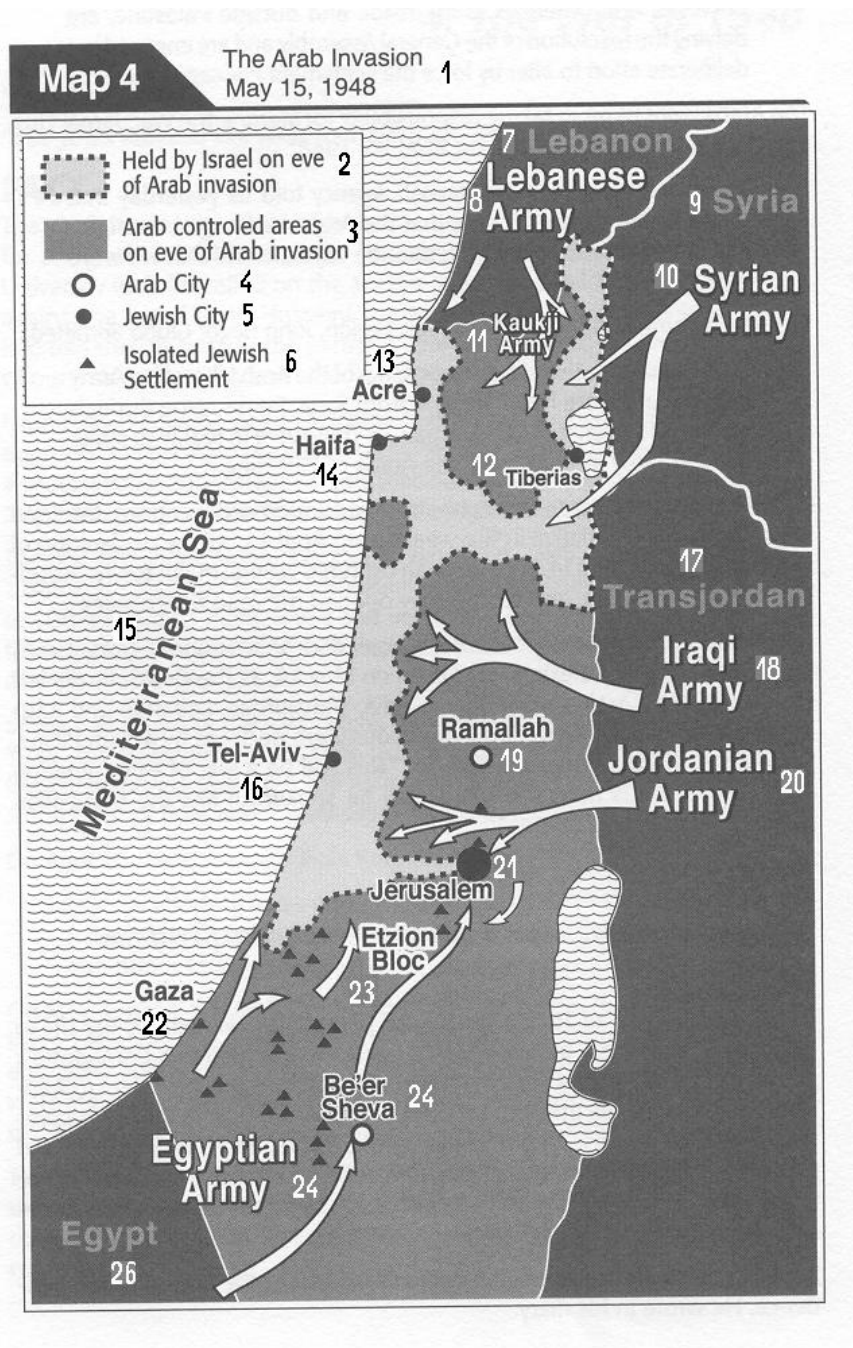 Map 4
The Arab Invasion
May 15, 1948
1
Held by Israel on eve
of Arab invasion
2
Arab controled areas
on eve of Arab invasion
3
Arab City 4
Jewish City 5
Isolated Jewish
Settlement
6
7 Lebanon
8 Lebanese
Army
9 Syria
10 Syrian
Army
11 Kaukji
Army
13
Acre
Haifa
14
12
Tiberias
Mediterranean Sea
15
17
Transjordan
Iraqi
Army 18
Ramallah
19
Tel-Aviv
16
Jordanian
Army 20
21
Jerusalem
Etzion
Bloc
23
Gaza
22
Be'er
Sheva 24
Egyptian
Army 24
Egypt
26